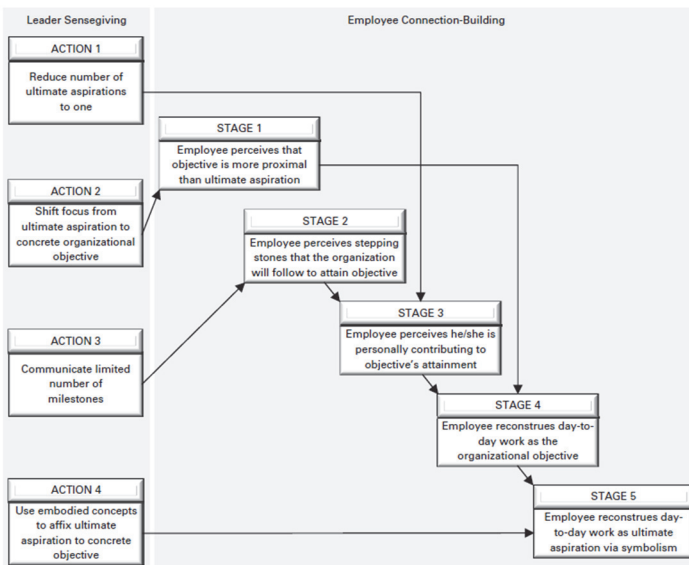 Leader Sensegiving
Employee Connection-Building
ACTION 1
Reduce number of
ultimate aspirations
to one
STAGE 1
Employee perceives that
objective is more proximal
than ultimate aspiration
ACTION 2
Shift focus from
ultimate aspiration to
concrete organizational
objective
STAGE 2
Employee perceives stepping
stones that the organization
will follow to attain objective
ACTION 3
Communicate limited
number of
milestones
STAGE 3
Employee perceives he/she is
personally contributing to
objective's attainment
STAGE 4
Employee reconstrues day-to-
day work as the
organizational objective
ACTION 4
Use embodied concepts
to affix ultimate
aspiration to concrete
objective
STAGE 5
Employee reconstrues day-
to-day work as ultimate
aspiration via symbolism